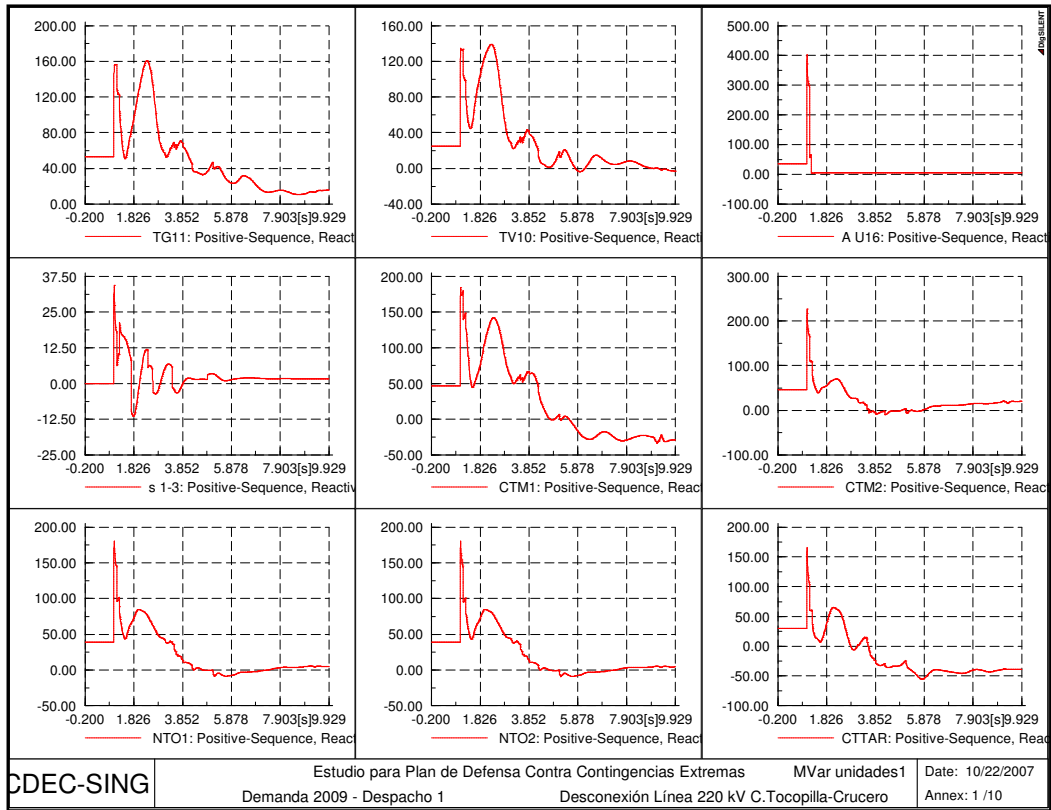 200.00
160.00
120.00
80.00
40.00
0.00
-0.200 1.826 3.852 5.878 7.903 [s] 9.929
TG11: Positive-Sequence, Reacti
160.00
120.00
80.00
40.00
0.00
-40.00
-0.200 1.826 3.852 5.878 7.903 [s] 9.929
TV10: Positive-Sequence, Reacti
500.00
400.00
300.00
200.00
100.00
0.00
-100.00
-0.200 1.826 3.852 5.878 7.903 [s] 9.929
A U16: Positive-Sequence, React
DIgSILENT
37.50
25.00
12.50
0.00
-12.50
-25.00
-0.200 1.826 3.852 5.878 7.903 [s] 9.929
s 1-3: Positive-Sequence, Reactiv
200.00
150.00
100.00
50.00
0.00
-50.00
-0.200 1.826 3.852 5.878 7.903 [s] 9.929
CTM1: Positive-Sequence, React
300.00
200.00
100.00
0.00
-100.00
-0.200 1.826 3.852 5.878 7.903 [s] 9.929
CTM2: Positive-Sequence, Reac
200.00
150.00
100.00
50.00
0.00
-50.00
-0.200 1.826 3.852 5.878 7.903 [s] 9.929
NTO1: Positive-Sequence, React
200.00
150.00
100.00
50.00
0.00
-50.00
-0.200 1.826 3.852 5.878 7.903 [s] 9.929
NTO2: Positive-Sequence, React
200.00
150.00
100.00
50.00
0.00
-50.00
-100.00
-0.200 1.826 3.852 5.878 7.903 [s] 9.929
CTTAR: Positive-Sequence, Reac
CDEC-SING
Estudio para Plan de Defensa Contra Contingencias Extremas MVar unidades1
Demanda 2009 - Despacho 1 Desconexión Línea 220 kV C.Tocopilla-Crucero
Date: 10/22/2007
Annex: 1 /10